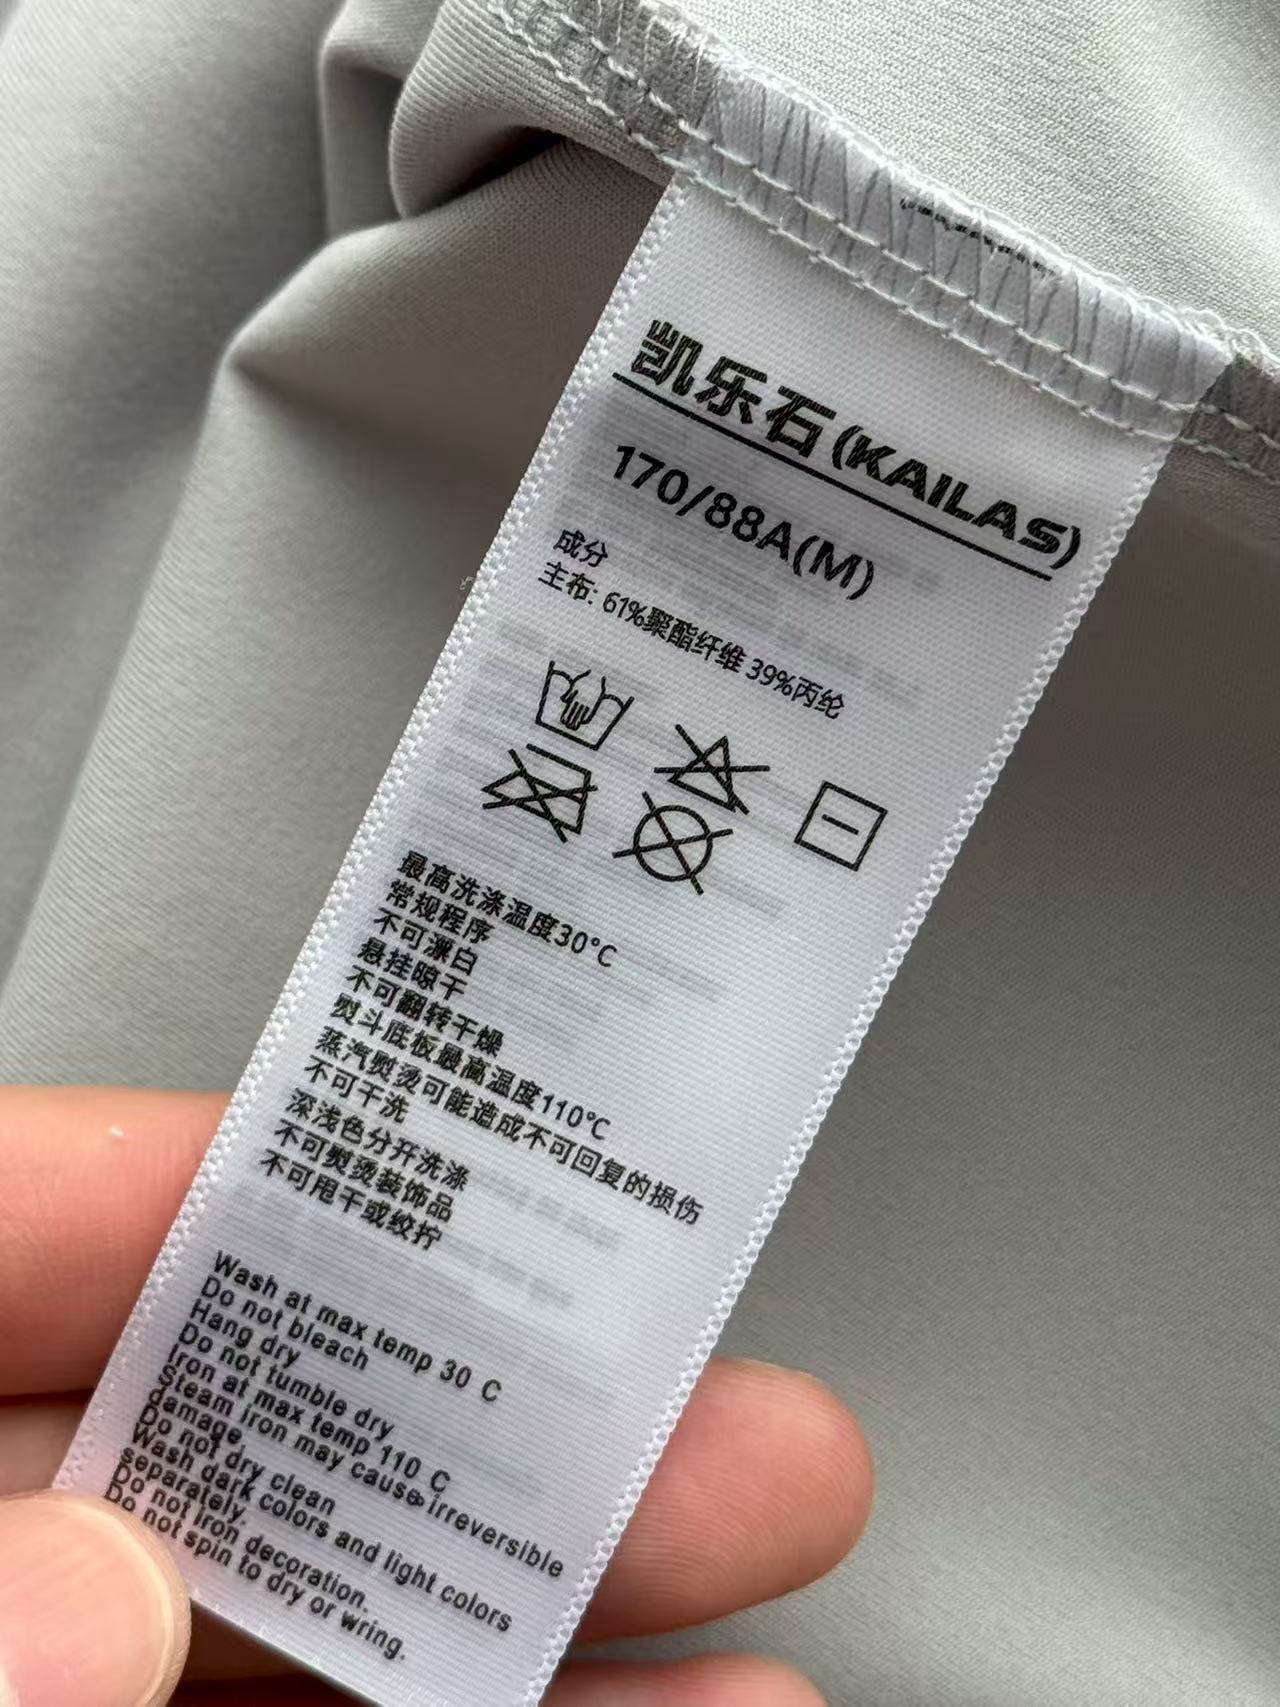 凯乐石(KAILAS)
170/88A(M)
成分
主布: 61%聚酯纤维 39%丙纶
最高洗涤温度30°C
常规程序
不可漂白
悬挂晾干
不可翻转干燥
熨斗底板最高温度110°C
蒸汽熨烫可能造成不可回复的损伤
不可干洗
深浅色分开洗涤
不可熨烫装饰品
不可甩干或绞拧
Wash at max temp 30 C
Do not bleach
Hang dry
Do not tumble dry
Iron at max temp 110 C
Steam iron may cause irreversible
damage.
Do not dry clean
Wash dark colors and light colors
separately.
Do not iron decoration.
Do not spin to dry or wring.